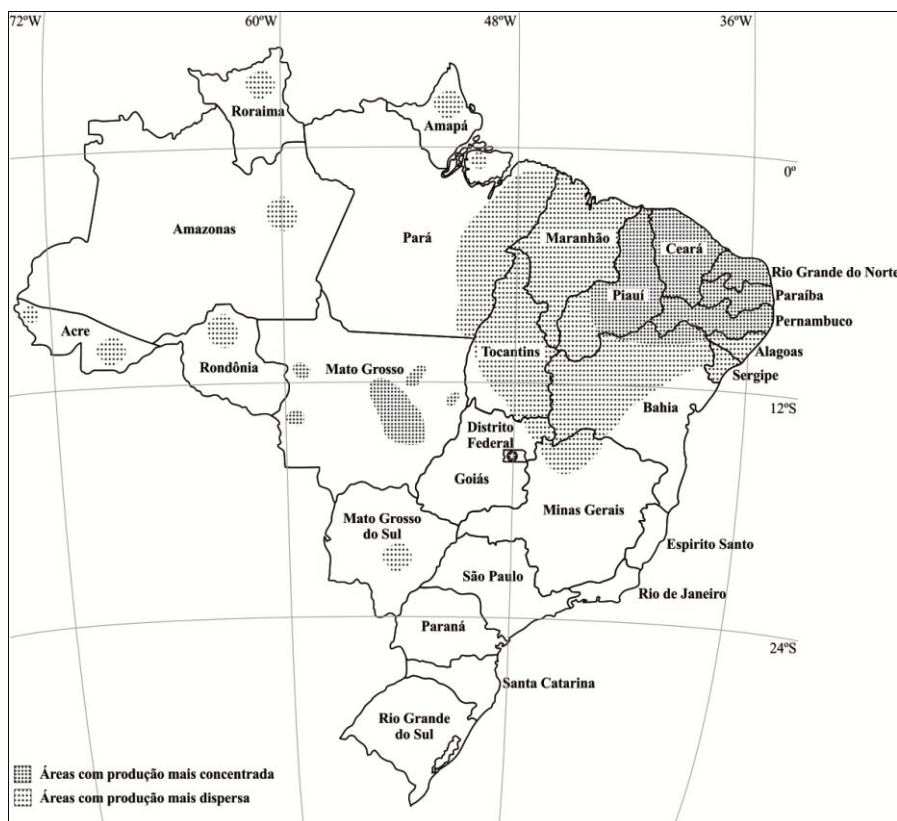 72ºW
60ºW
48ºW
36ºW
Roraima
Amapá
0º
Amazonas
Pará
Maranhão
Ceará
Rio Grande do Norte
Piauí
Paraíba
Pernambuco
Acre
Rondônia
Mato Grosso
Tocantins
Alagoas
Sergipe
Bahia
12ºS
Distrito
Federal
Goiás
Mato Grosso
do Sul
Minas Gerais
Espirito Santo
São Paulo
Rio de Janeiro
Paraná
24ºS
Santa Catarina
Rio Grande
do Sul
Áreas com produção mais concentrada
Áreas com produção mais dispersa